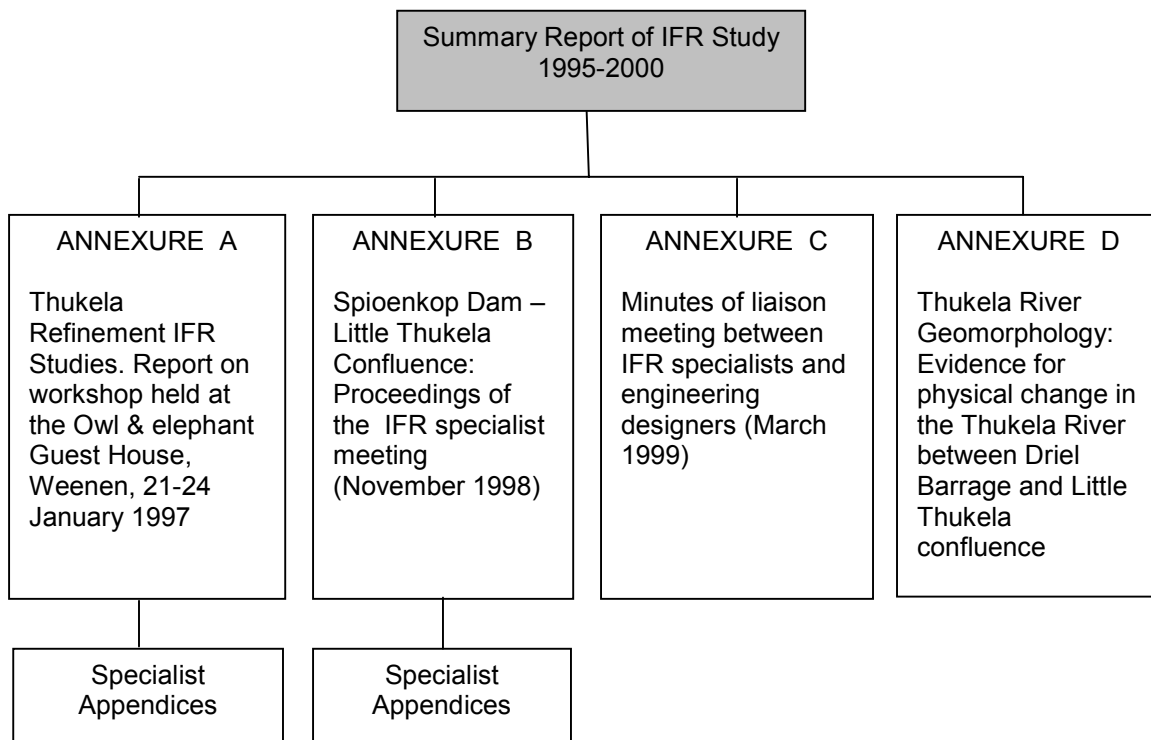 Summary Report of IFR Study
1995-2000
ANNEXURE A
Thukela
Refinement IFR
Studies. Report on
workshop held at
the Owl & elephant
Guest House,
Weenen, 21-24
January 1997
ANNEXURE B
Spioenkop Dam –
Little Thukela
Confluence:
Proceedings of
the IFR specialist
meeting
(November 1998)
ANNEXURE C
Minutes of liaison
meeting between
IFR specialists and
engineering
designers (March
1999)
ANNEXURE D
Thukela River
Geomorphology:
Evidence for
physical change in
the Thukela River
between Driel
Barrage and Little
Thukela
confluence
Specialist
Appendices
Specialist
Appendices